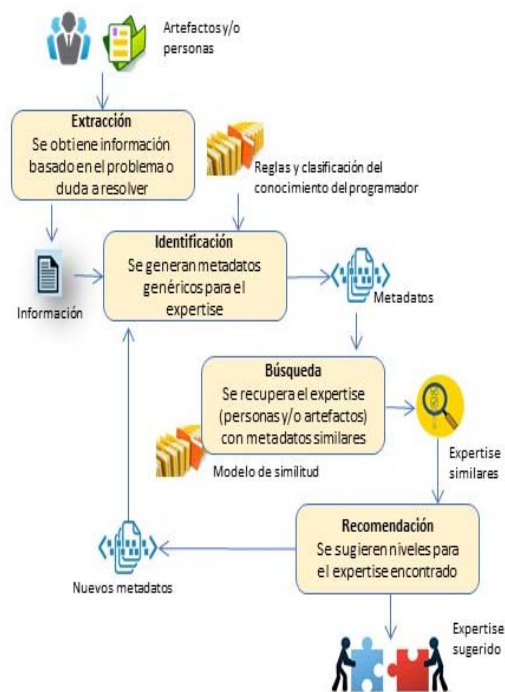 Artefactos y/o
personas
Extracción
Se obtiene información
basado en el problema o
duda a resolver
Reglas y clasificación del
conocimiento del programador
Identificación
Se generan metadatos
genéricos para el
expertise
Información
Metadatos
Búsqueda
Se recupera el expertise
(personas y/o artefactos)
con metadatos similares
Modelo de similitud
Expertise
similares
Recomendación
Se sugieren niveles para
el expertise encontrado
Nuevos metadatos
Expertise
sugerido